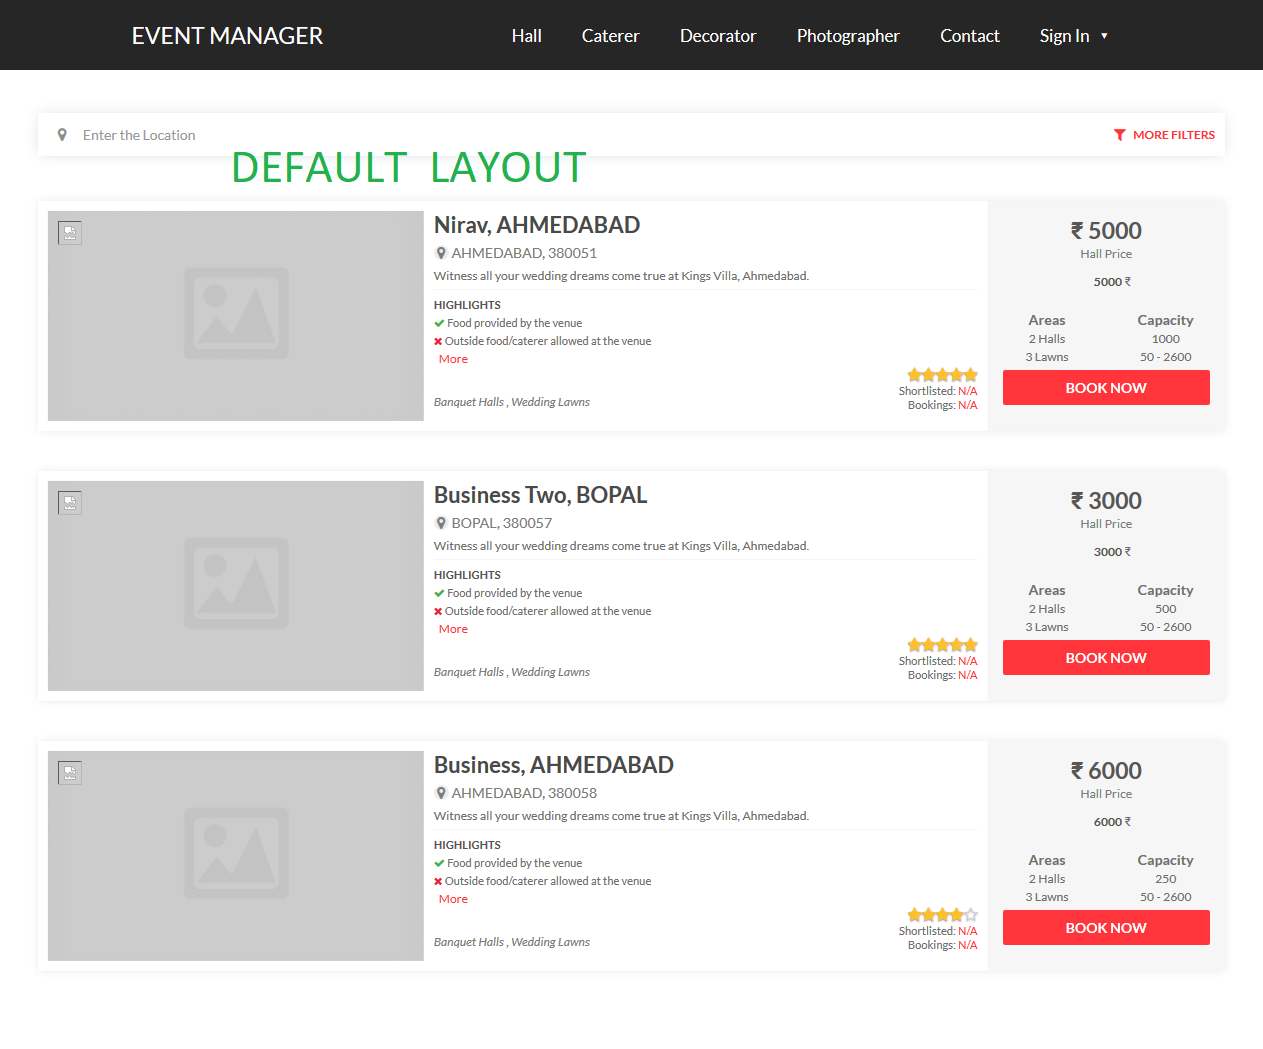 EVENT MANAGER Hall Caterer Decorator Photographer Contact Sign In ▼
Enter the Location MORE FILTERS
DEFAULT LAYOUT
Nirav, AHMEDABAD
AHMEDABAD, 380051
Witness all your wedding dreams come true at Kings Villa, Ahmedabad.
HIGHLIGHTS
Food provided by the venue
Outside food/caterer allowed at the venue
More
Banquet Halls , Wedding Lawns
Shortlisted: N/A
Bookings: N/A
₹ 5000
Hall Price
5000 ₹
Areas Capacity
2 Halls 1000
3 Lawns 50 - 2600
BOOK NOW
Business Two, BOPAL
BOPAL, 380057
Witness all your wedding dreams come true at Kings Villa, Ahmedabad.
HIGHLIGHTS
Food provided by the venue
Outside food/caterer allowed at the venue
More
Banquet Halls , Wedding Lawns
Shortlisted: N/A
Bookings: N/A
₹ 3000
Hall Price
3000 ₹
Areas Capacity
2 Halls 500
3 Lawns 50 - 2600
BOOK NOW
Business, AHMEDABAD
AHMEDABAD, 380058
Witness all your wedding dreams come true at Kings Villa, Ahmedabad.
HIGHLIGHTS
Food provided by the venue
Outside food/caterer allowed at the venue
More
Banquet Halls , Wedding Lawns
Shortlisted: N/A
Bookings: N/A
₹ 6000
Hall Price
6000 ₹
Areas Capacity
2 Halls 250
3 Lawns 50 - 2600
BOOK NOW